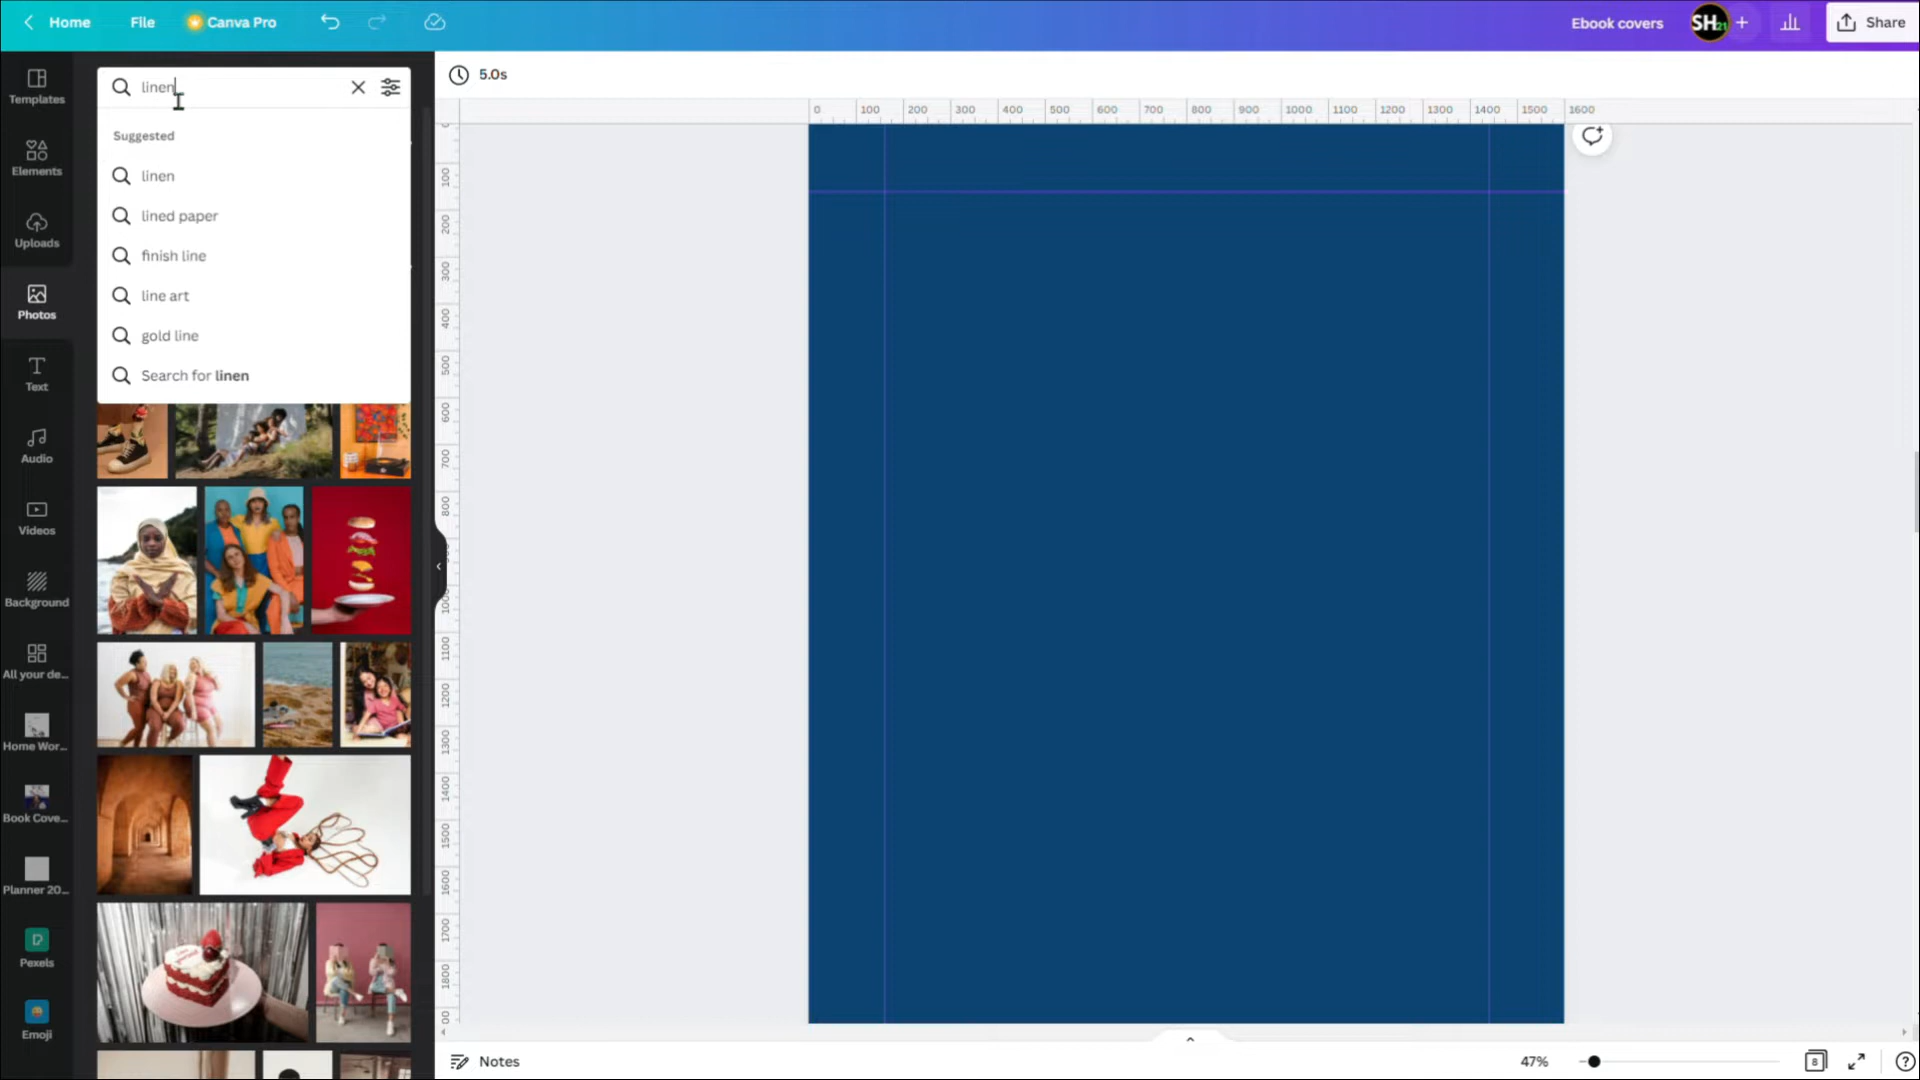 Home File Canva Pro Ebook covers SH21 + Share
linen
5.0s
Suggested
linen
lined paper
finish line
line art
gold line
Search for linen
Templates
Elements
Uploads
Photos
Text
Audio
Videos
Background
All your de...
Home Wor...
Book Cove...
Planner 20...
Pexels
Emoji
0 100 200 300 400 500 600 700 800 900 1000 1100 1200 1300 1400 1500 1600
100
200
300
400
500
600
700
800
1000
1100
1200
1300
1400
1500
1600
1700
1800
00
Notes 47% 8 ?